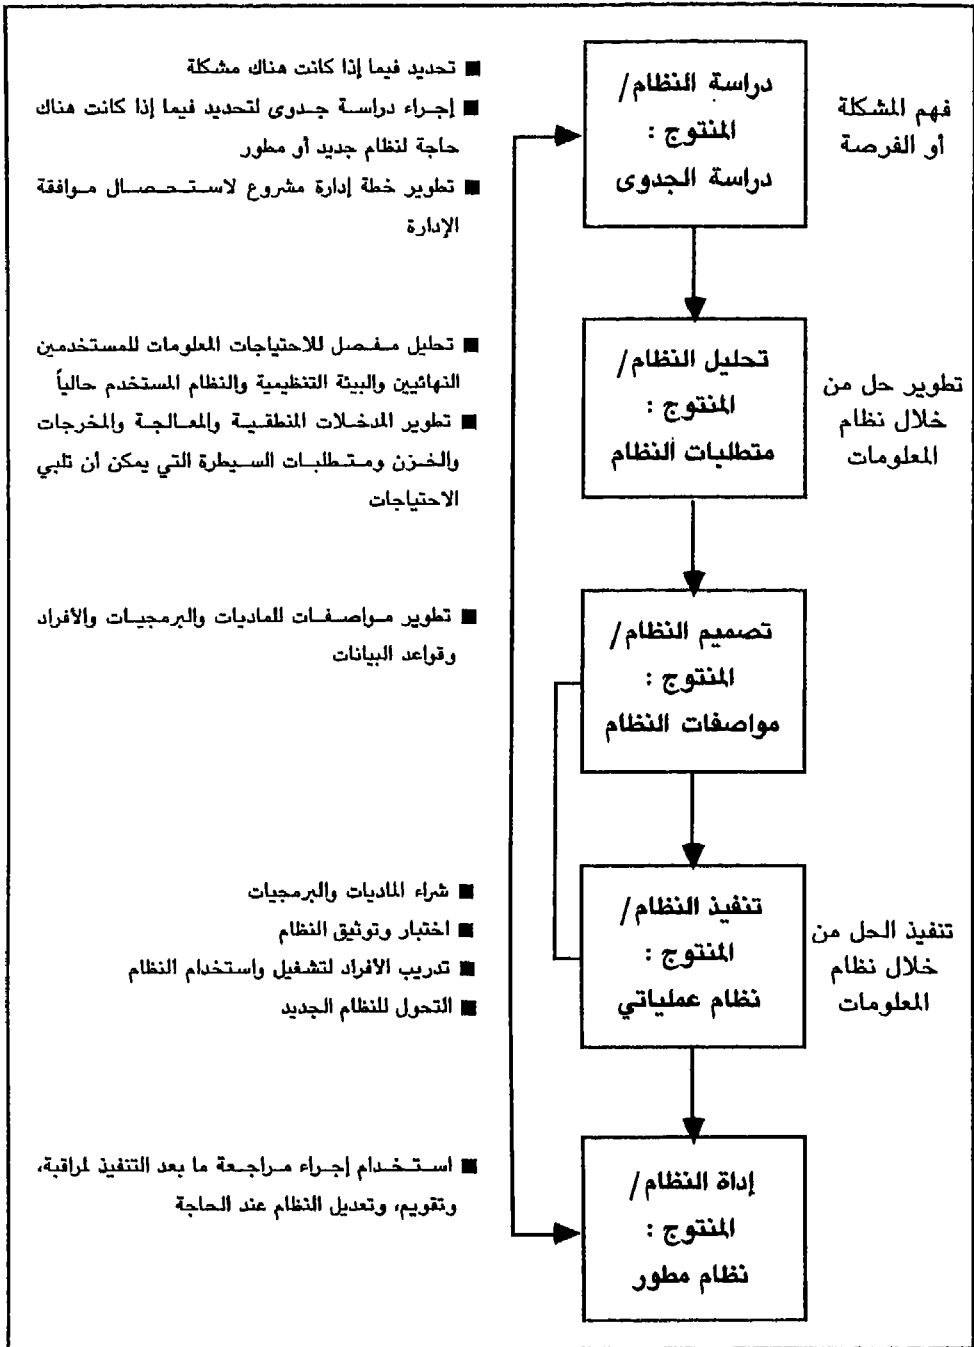 فهم المشكلة
أو الفرصة
دراسة النظام/
المنتوج :
دراسة الجدوى
■ تحديد فيما إذا كانت هناك مشكلة
■ إجراء دراسة جدوى لتحديد فيما إذا كانت هناك
حاجة لنظام جديد أو مطور
■ تطوير خطة إدارة مشروع لاستحصال موافقة
الإدارة
تطوير حل من
خلال نظام
المعلومات
تحليل النظام/
المنتوج :
متطلبات النظام
■ تحليل مفصل للاحتياجات المعلومات للمستخدمين
النهائيين والبيئة التنظيمية والنظام المستخدم حالياً
■ تطوير المدخلات المنطقية والمعالجة والمخرجات
والخزن ومتطلبات السيطرة التي يمكن أن تلبي
الاحتياجات
تصميم النظام/
المنتوج :
مواصفات النظام
■ تطوير مواصفات للماديات والبرمجيات والأفراد
وقواعد البيانات
تنفيذ الحل من
خلال نظام
المعلومات
تنفيذ النظام/
المنتوج :
نظام عملياتي
■ شراء الماديات والبرمجيات
■ اختبار وتوثيق النظام
■ تدريب الأفراد لتشغيل واستخدام النظام
■ التحول للنظام الجديد
إداة النظام/
المنتوج :
نظام مطور
■ استخدام إجراء مراجعة ما بعد التنفيذ لمراقبة،
وتقويم، وتعديل النظام عند الحاجة